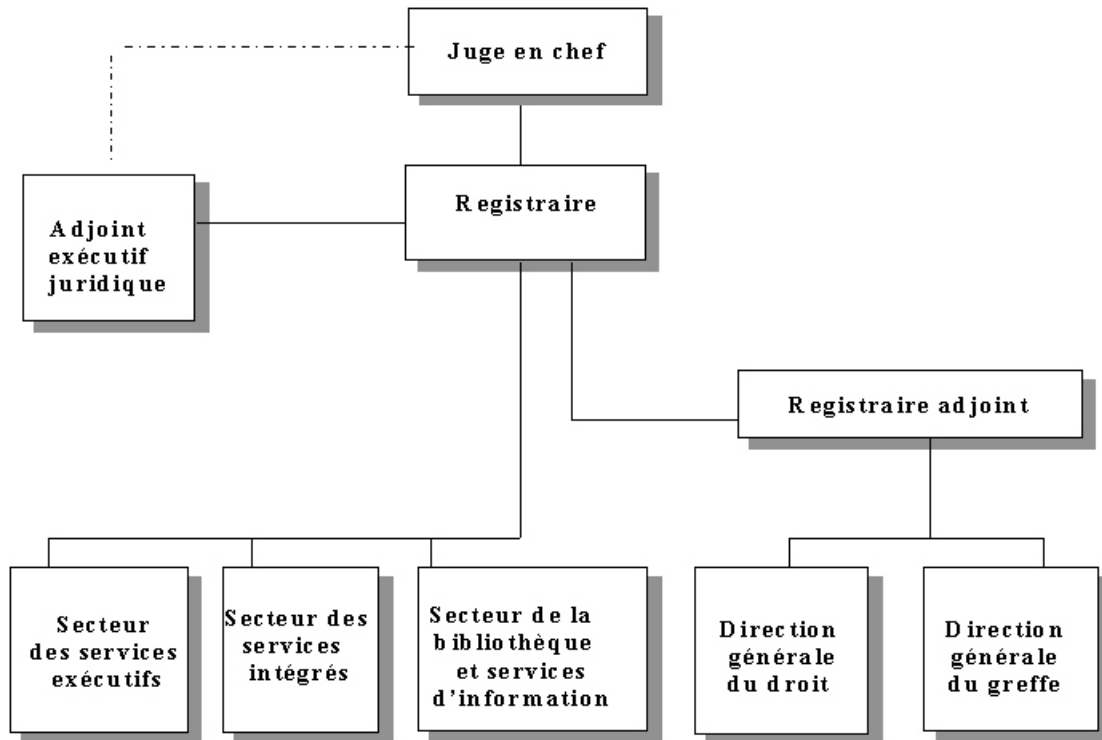 Juge en chef
Registraire
Adjoint
exécutif
juridique
Registraire adjoint
Secteur
des services
exécutifs
Secteur des
services
intégrés
Secteur de la
bibliothèque
et services
d'information
Direction
générale
du droit
Direction
générale
du greffe